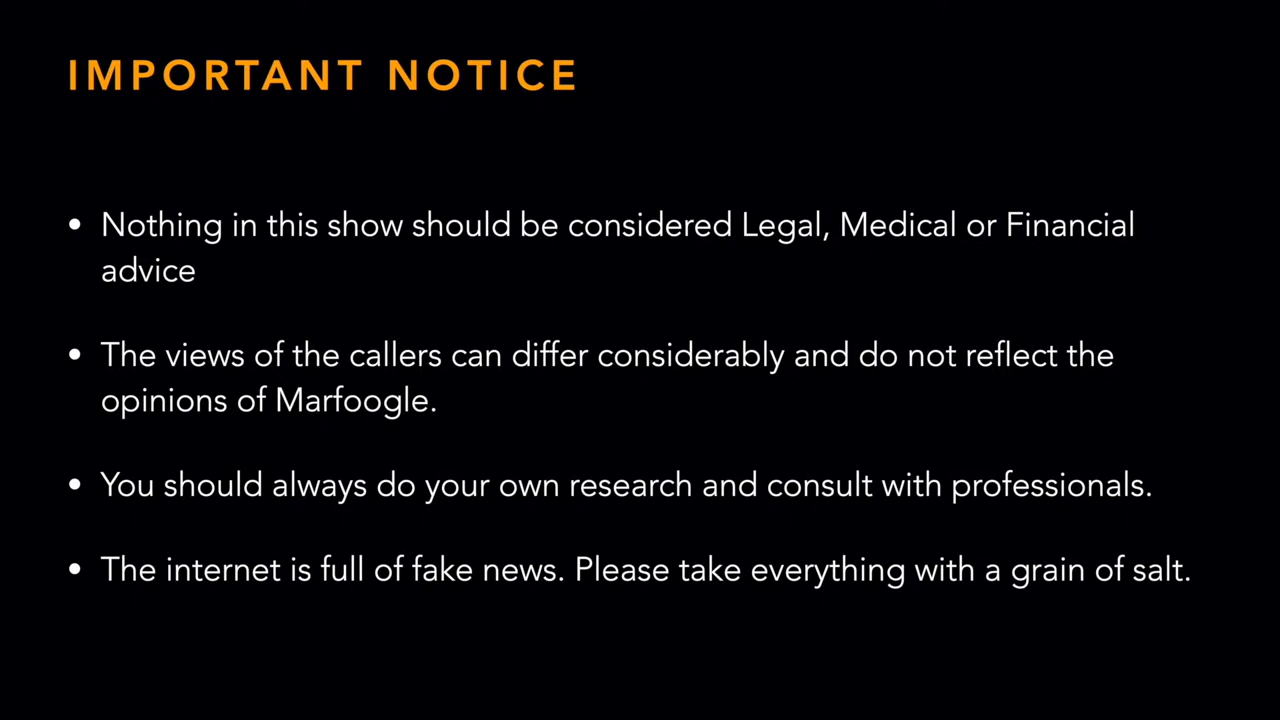 IMPORTANT NOTICE
• Nothing in this show should be considered Legal, Medical or Financial
advice
• The views of the callers can differ considerably and do not reflect the
opinions of Marfoogle.
• You should always do your own research and consult with professionals.
• The internet is full of fake news. Please take everything with a grain of salt.